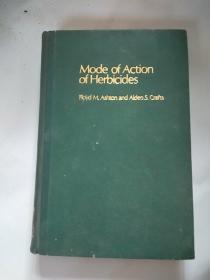 Mode of Action
of Herbicides
Floyd M. Ashton and Alden S. Crafts